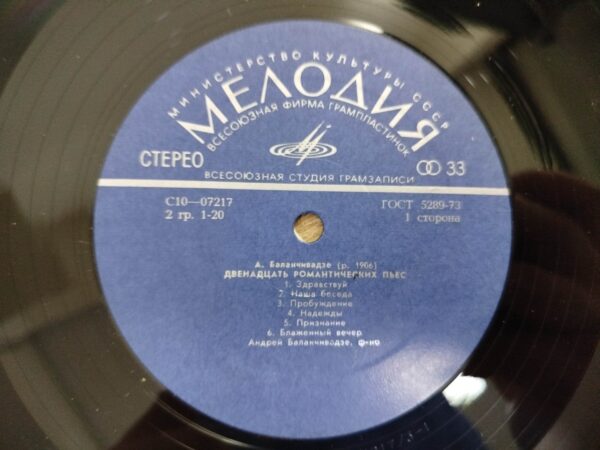 МИНИСТЕРСТВО КУЛЬТУРЫ СССР
МЕЛОДИЯ
ВСЕСОЮЗНАЯ ФИРМА ГРАМПЛАСТИНОК
СТЕРЕО
33
ВСЕСОЮЗНАЯ СТУДИЯ ГРАМЗАПИСИ
С10—07217
ГОСТ 5289-73
2 гр. 1-20
1 сторона
А. Баланчивадзе (р. 1906)
ДВЕНАДЦАТЬ РОМАНТИЧЕСКИХ ПЬЕС
1. Здравствуй
2. Наша беседа
3. Пробуждение
4. Надежды
5. Признание
6. Блаженный вечер
Андрей Баланчивадзе, ф-но